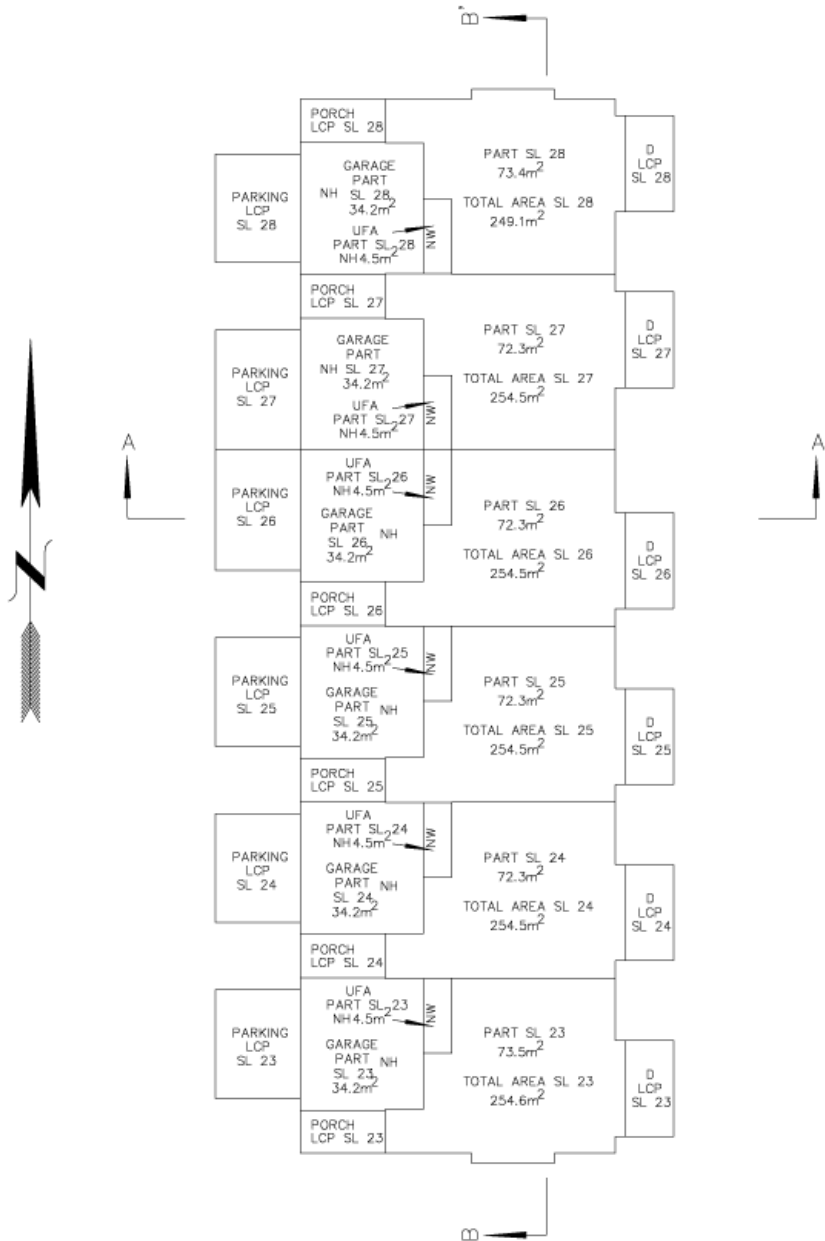 B
PORCH
LCP SL 28
PARKING
LCP
SL 28
GARAGE
PART
NH SL 28
34.2m²
UFA
PART SL 28
NH 4.5m²
NW
PART SL 28
73.4m²
TOTAL AREA SL 28
249.1m²
D
LCP
SL 28
PORCH
LCP SL 27
PARKING
LCP
SL 27
GARAGE
PART
NH SL 27
34.2m²
UFA
PART SL 27
NH 4.5m²
NW
PART SL 27
72.3m²
TOTAL AREA SL 27
254.5m²
D
LCP
SL 27
A
A
N
PARKING
LCP
SL 26
UFA
PART SL 26
NH 4.5m²
NW
GARAGE
PART
SL 26 NH
34.2m²
PORCH
LCP SL 26
PART SL 26
72.3m²
TOTAL AREA SL 26
254.5m²
D
LCP
SL 26
PARKING
LCP
SL 25
UFA
PART SL 25
NH 4.5m²
NW
GARAGE
PART NH
SL 25
34.2m²
PORCH
LCP SL 25
PART SL 25
72.3m²
TOTAL AREA SL 25
254.5m²
D
LCP
SL 25
PARKING
LCP
SL 24
UFA
PART SL 24
NH 4.5m²
NW
GARAGE
PART NH
SL 24
34.2m²
PORCH
LCP SL 24
PART SL 24
72.3m²
TOTAL AREA SL 24
254.5m²
D
LCP
SL 24
PARKING
LCP
SL 23
UFA
PART SL 23
NH 4.5m²
NW
GARAGE
PART NH
SL 23
34.2m²
PORCH
LCP SL 23
PART SL 23
73.5m²
TOTAL AREA SL 23
254.6m²
D
LCP
SL 23
B